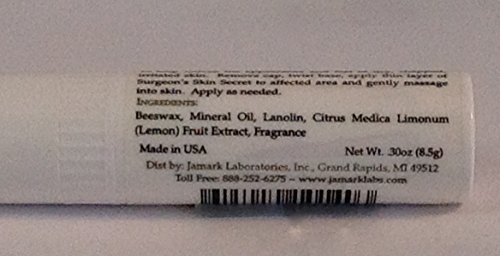 irritated skin. Remove cap, twist base, apply thin layer of
Surgeon's Skin Secret to affected area and gently massage
into skin. Apply as needed.
INGREDIENTS:
Beeswax, Mineral Oil, Lanolin, Citrus Medica Limonum
(Lemon) Fruit Extract, Fragrance
Made in USA Net Wt. .30oz (8.5g)
Dist by: Jamark Laboratories, Inc., Grand Rapids, MI 49512
Toll Free: 888-252-6275 ~ www.jamarklabs.com